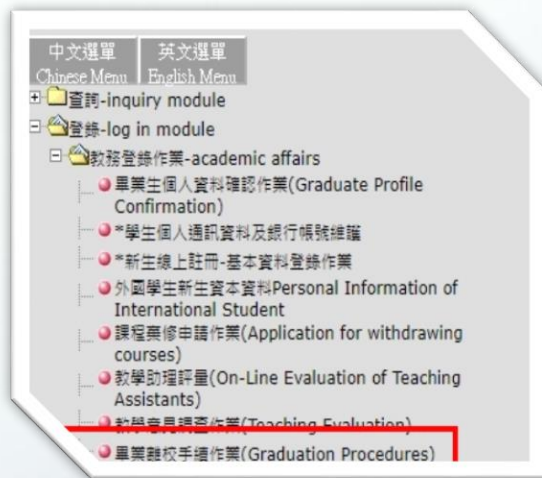 中文選單 英文選單
Chinese Menu English Menu
查詢-inquiry module
登錄-log in module
教務登錄作業-academic affairs
畢業生個人資料確認作業(Graduate Profile
Confirmation)
*學生個人通訊資料及銀行帳號維護
*新生線上註冊-基本資料登錄作業
外國學生新生資本資料Personal Information of
International Student
課程棄修申請作業(Application for withdrawing
courses)
教學助理評量(On-Line Evaluation of Teaching
Assistants)
教學意見調查作業(Teaching Evaluation)
畢業離校手續作業(Graduation Procedures)